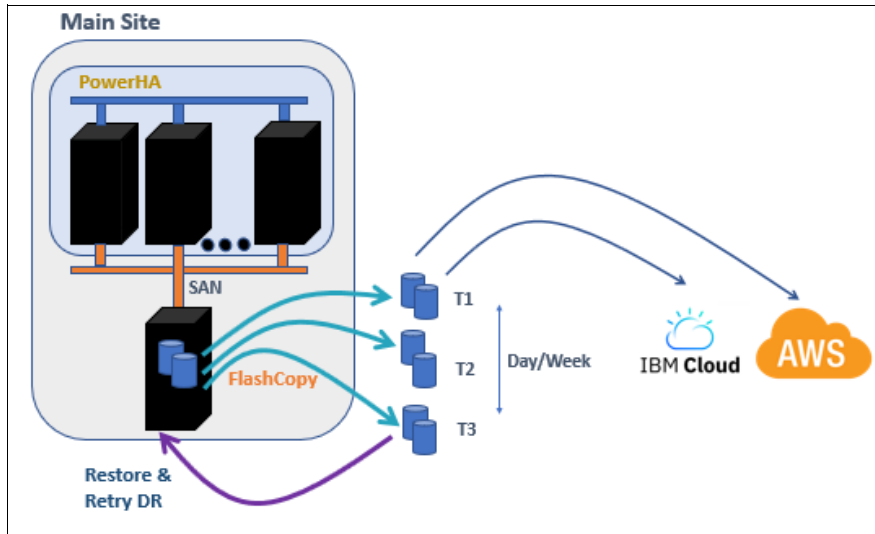 Main Site
PowerHA
SAN
FlashCopy
T1
T2
T3
Day/Week
IBM Cloud
AWS
Restore &
Retry DR